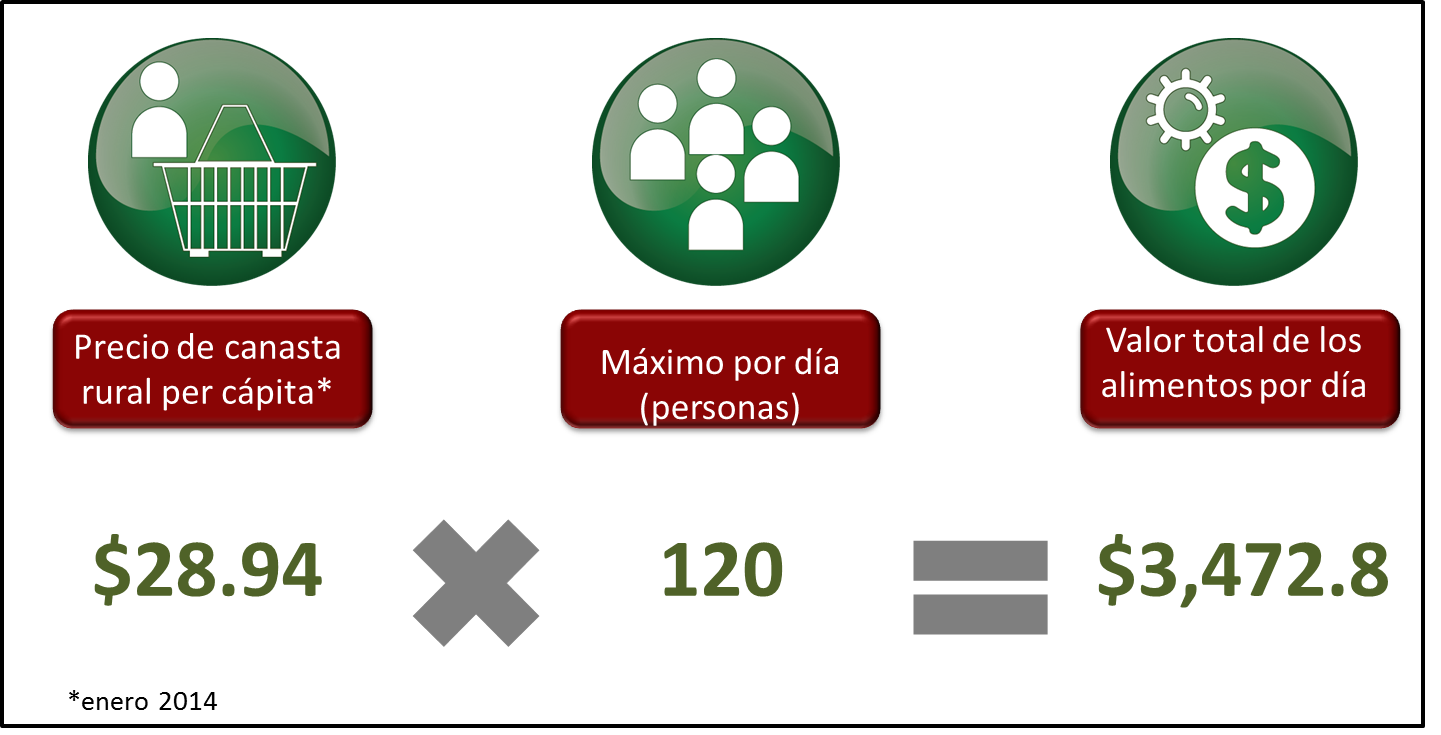 Precio de canasta
rural per cápita*
Máximo por día
(personas)
Valor total de los
alimentos por día
$28.94
120
$3,472.8
*enero 2014